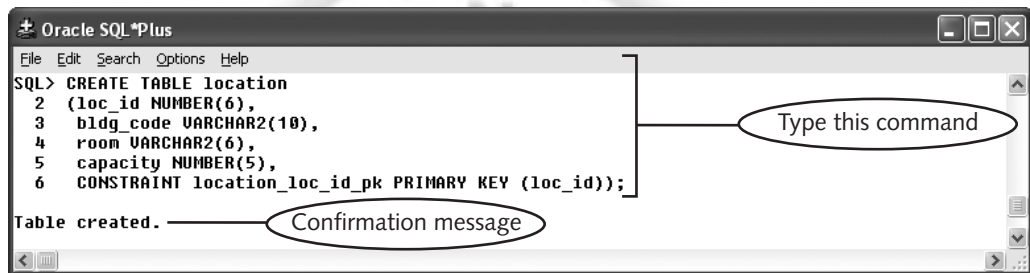 Oracle SQL*Plus
File Edit Search Options Help
SQL> CREATE TABLE location
2 (loc_id NUMBER(6),
3 bldg_code VARCHAR2(10),
4 room VARCHAR2(6),
5 capacity NUMBER(5),
6 CONSTRAINT location_loc_id_pk PRIMARY KEY (loc_id));
Type this command
Table created.
Confirmation message